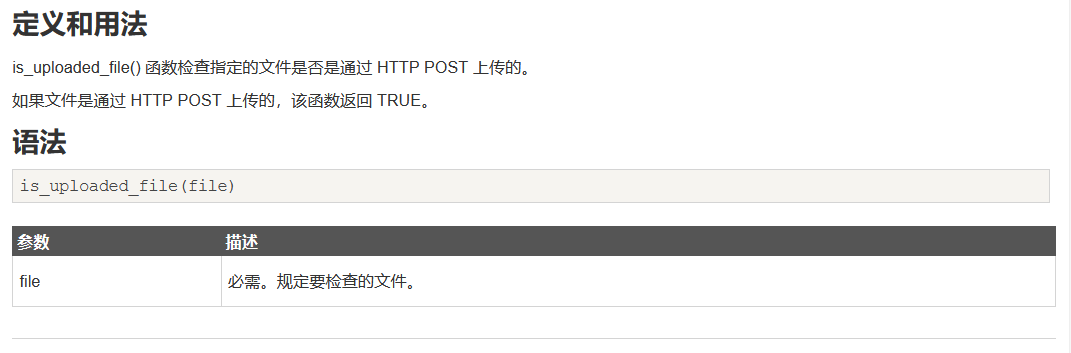 定义和用法
is_uploaded_file() 函数检查指定的文件是否是通过 HTTP POST 上传的。
如果文件是通过 HTTP POST 上传的，该函数返回 TRUE。
语法
is_uploaded_file(file)
参数 描述
file 必需。规定要检查的文件。